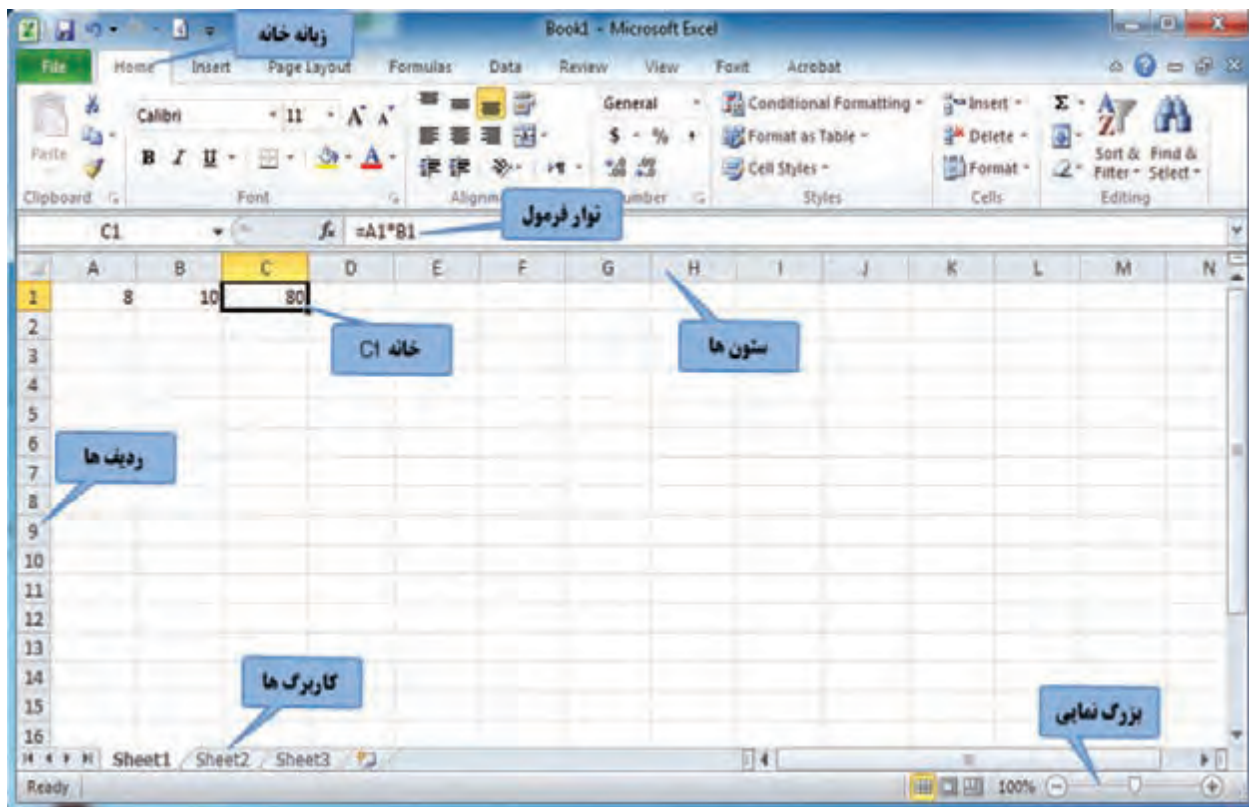 Book1 - Microsoft Excel
زبانه خانه
File Home Insert Page Layout Formulas Data Review View Foxit Acrobat
Calibri 11 General Conditional Formatting Insert Σ
Paste B I U A $ % , Format as Table Delete Sort & Filter Find & Select
Cell Styles Format
Clipboard Font Styles Cells Editing
توار فرمول
C1 fx =A1*B1
A B C D E F G H I J K L M N
1 8 10 80
2
خانه C1
ستون ها
3
4
5
6
ردیف ها
7
8
9
10
11
12
13
کاربرگ ها
14
15
بزرگ نمایی
16
Sheet1 Sheet2 Sheet3
Ready 100%